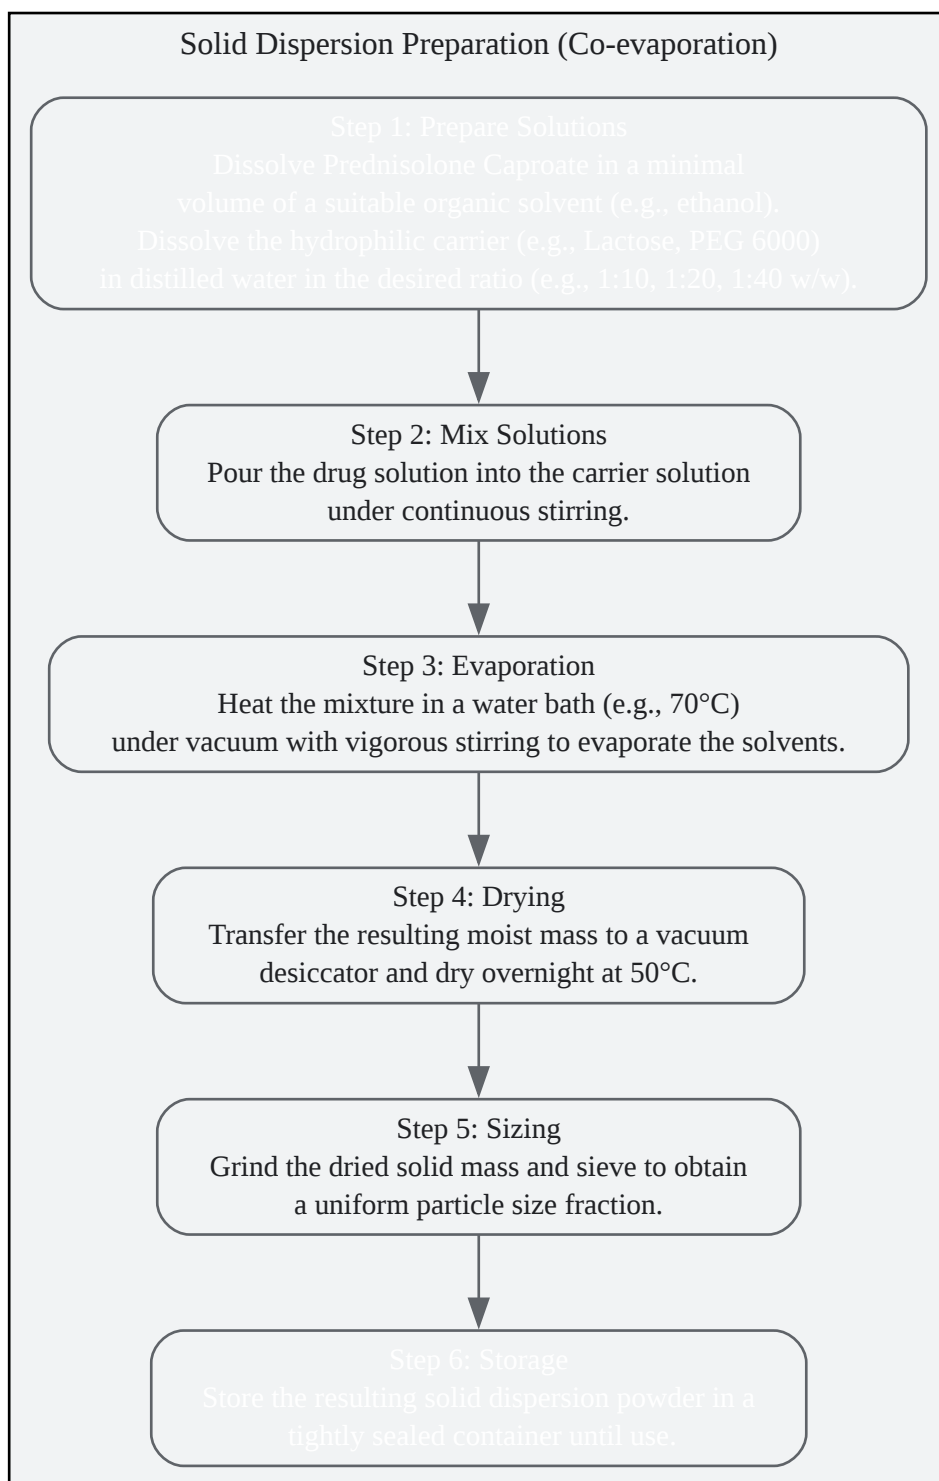 Solid Dispersion Preparation (Co-evaporation)
Step 1: Prepare Solutions
Dissolve Prednisolone Caproate in a minimal
volume of a suitable organic solvent (e.g., ethanol).
Dissolve the hydrophilic carrier (e.g., Lactose, PEG 6000)
in distilled water in the desired ratio (e.g., 1:10, 1:20, 1:40 w/w).
Step 2: Mix Solutions
Pour the drug solution into the carrier solution
under continuous stirring.
Step 3: Evaporation
Heat the mixture in a water bath (e.g., 70°C)
under vacuum with vigorous stirring to evaporate the solvents.
Step 4: Drying
Transfer the resulting moist mass to a vacuum
desiccator and dry overnight at 50°C.
Step 5: Sizing
Grind the dried solid mass and sieve to obtain
a uniform particle size fraction.
Step 6: Storage
Store the resulting solid dispersion powder in a
tightly sealed container until use.